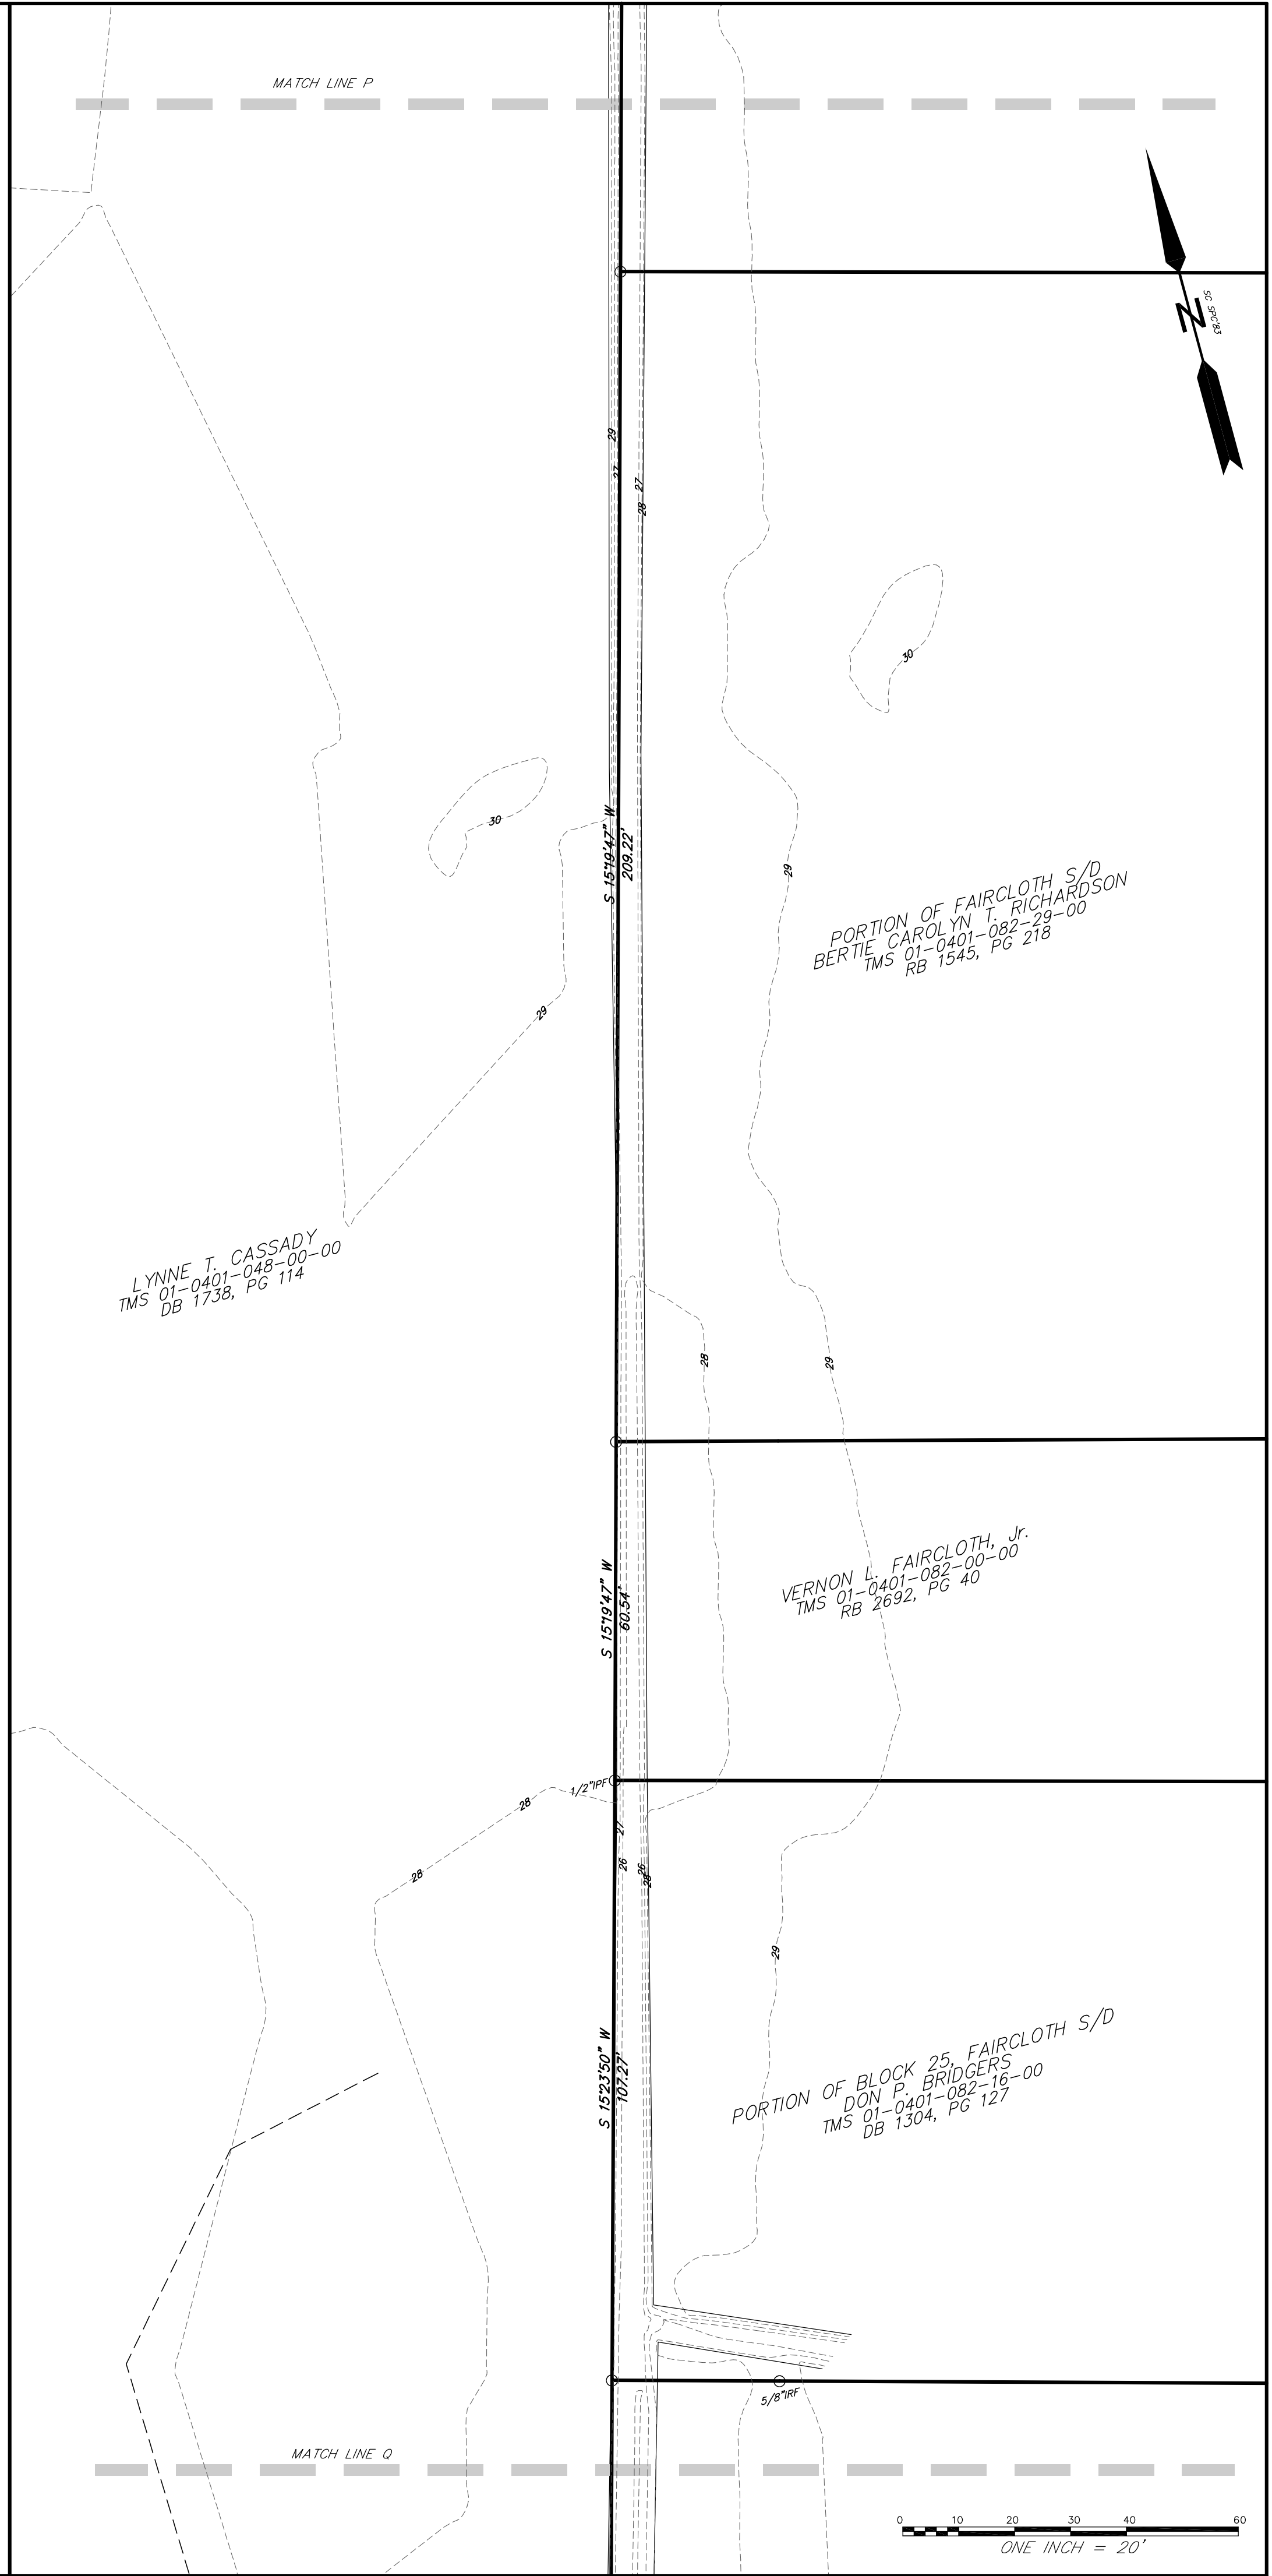 MATCH LINE P
SC SPC'83
N
29
27
27
28
30
30
S 15°19'47" W
209.22'
29
PORTION OF FAIRCLOTH S/D
BERTIE CAROLYN T. RICHARDSON
TMS 01-0401-082-29-00
RB 1545, PG 218
29
LYNNE T. CASSADY
TMS 01-0401-048-00-00
DB 1738, PG 114
28
29
VERNON L. FAIRCLOTH, Jr.
TMS 01-0401-082-00-00
RB 2692, PG 40
S 15°19'47" W
60.54'
1/2"IPF
28
27
26
26
28
28
29
PORTION OF BLOCK 25, FAIRCLOTH S/D
DON P. BRIDGERS
TMS 01-0401-082-16-00
DB 1304, PG 127
S 15°23'50" W
107.27'
5/8"IRF
MATCH LINE Q
0 10 20 30 40 60
ONE INCH = 20'